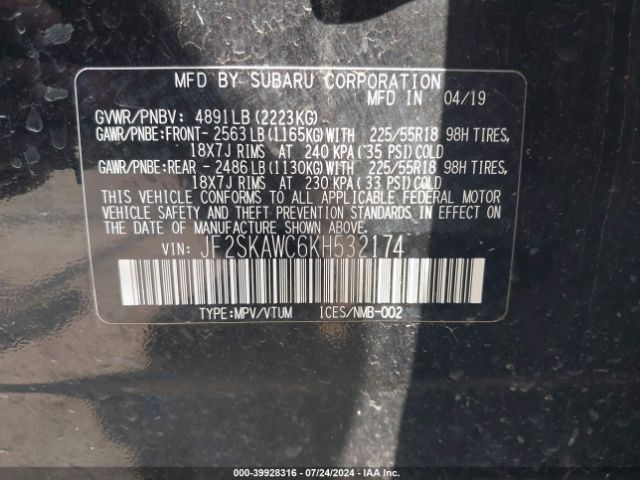 MFD BY SUBARU CORPORATION
MFD IN 04/19
GVWR/PNBV: 4891LB(2223KG)
GAWR/PNBE:FRONT- 2563LB(1165KG)WITH 225/55R18 98H TIRES,
18X7J RIMS AT 240 KPA(35 PSI)COLD
GAWR/PNBE:REAR - 2486LB(1130KG)WITH 225/55R18 98H TIRES,
18X7J RIMS AT 230 KPA(33 PSI)COLD
THIS VEHICLE CONFORMS TO ALL APPLICABLE FEDERAL MOTOR
VEHICLE SAFETY AND THEFT PREVENTION STANDARDS IN EFFECT ON
THE DATE OF MANUFACTURE SHOWN ABOVE.
VIN: JF2SKAWC6KH532174
TYPE:MPV/VTUM ICES/NMB-002
000-39928316 - 07/24/2024 - IAA Inc.